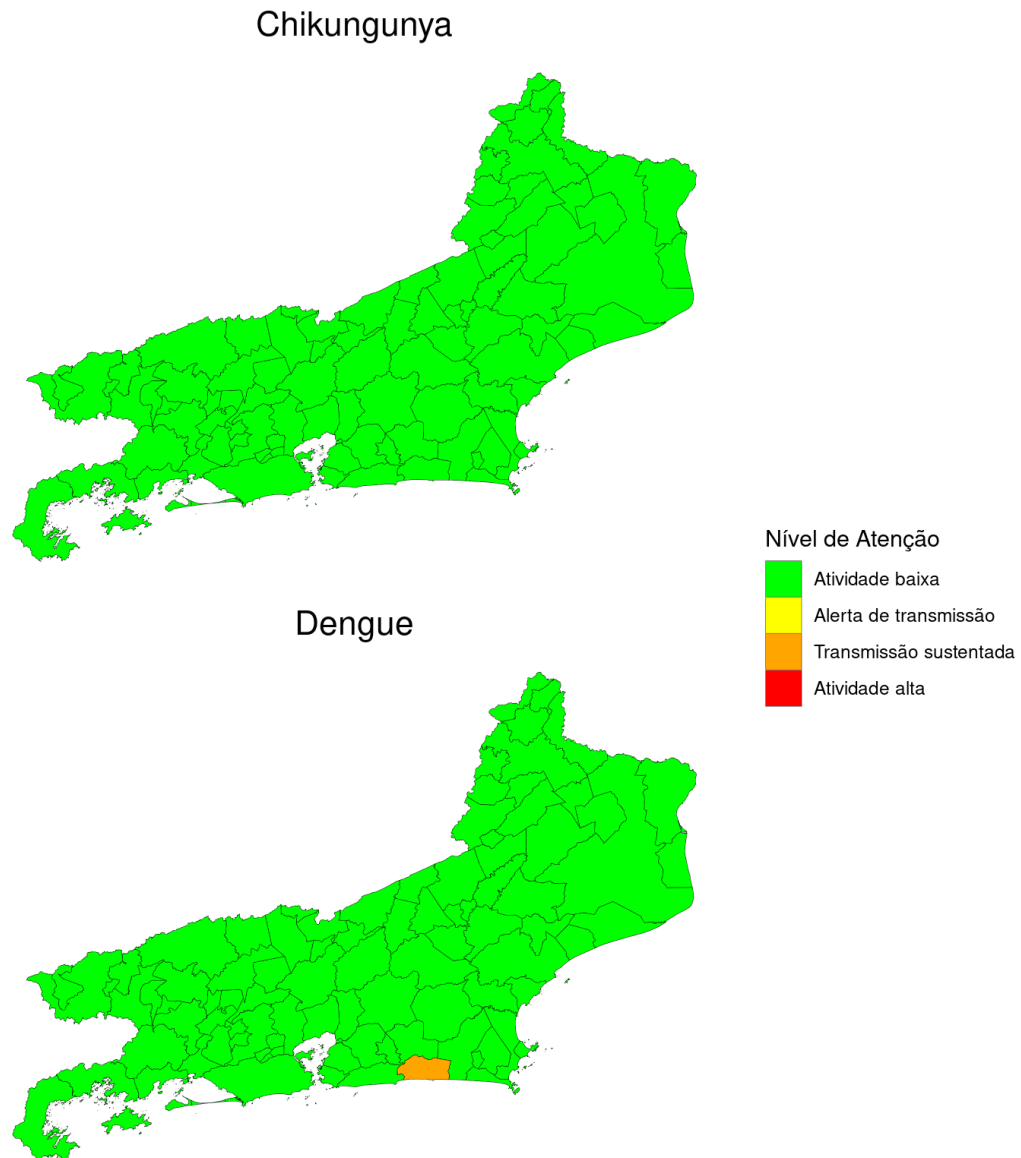 Chikungunya
Nível de Atenção
Atividade baixa
Alerta de transmissão
Transmissão sustentada
Atividade alta
Dengue